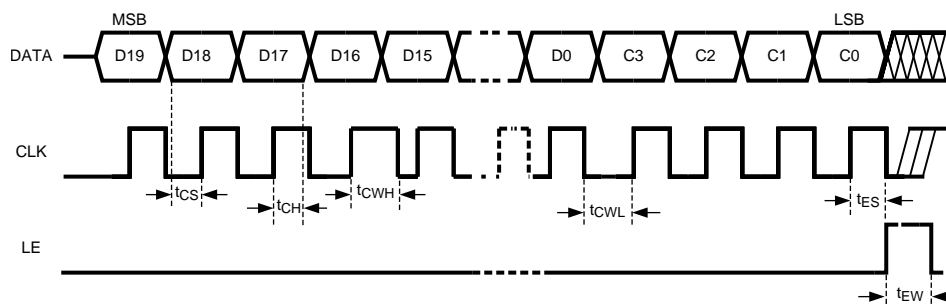 MSB LSB
DATA D19 D18 D17 D16 D15 D0 C3 C2 C1 C0
CLK
tCS tCH tCWH tCWL tES
LE
tEW